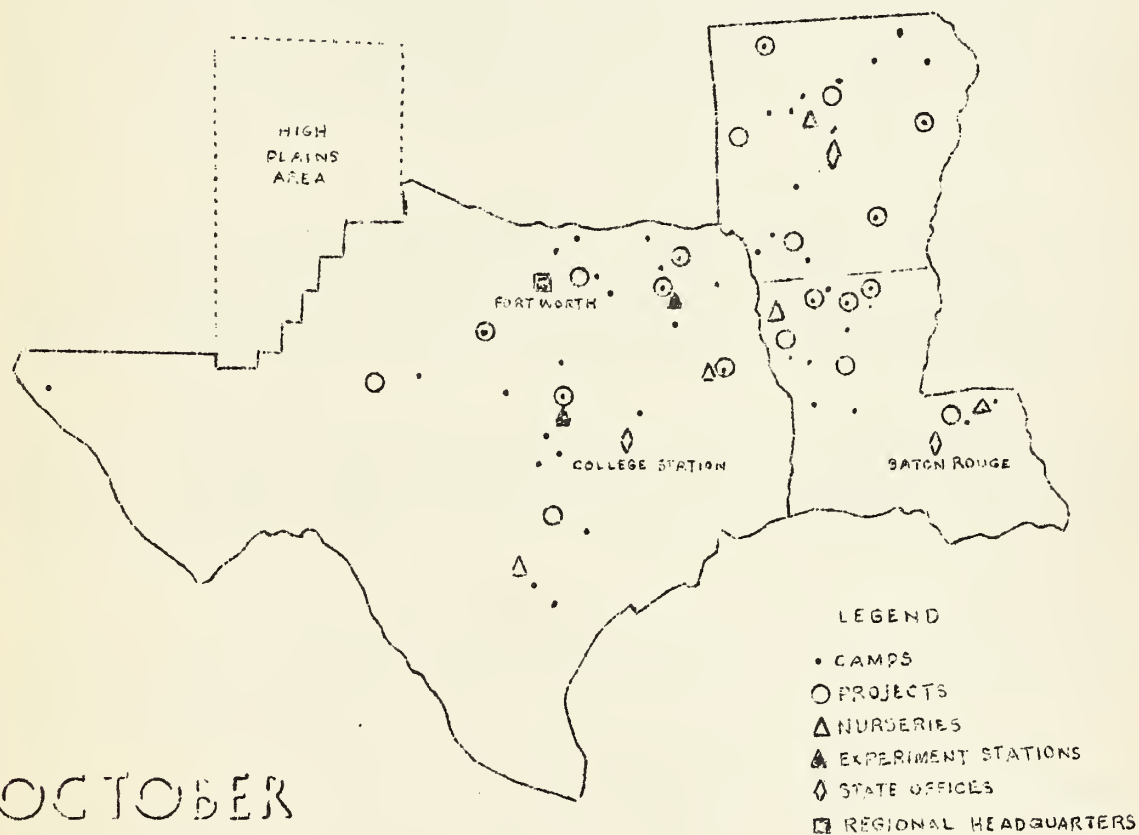 HIGH
PLAINS
AREA
FORT WORTH
COLLEGE STATION
BATON ROUGE
LEGEND
CAMPS
PROJECTS
NURSERIES
EXPERIMENT STATIONS
STATE OFFICES
REGIONAL HEADQUARTERS
OCTOBER